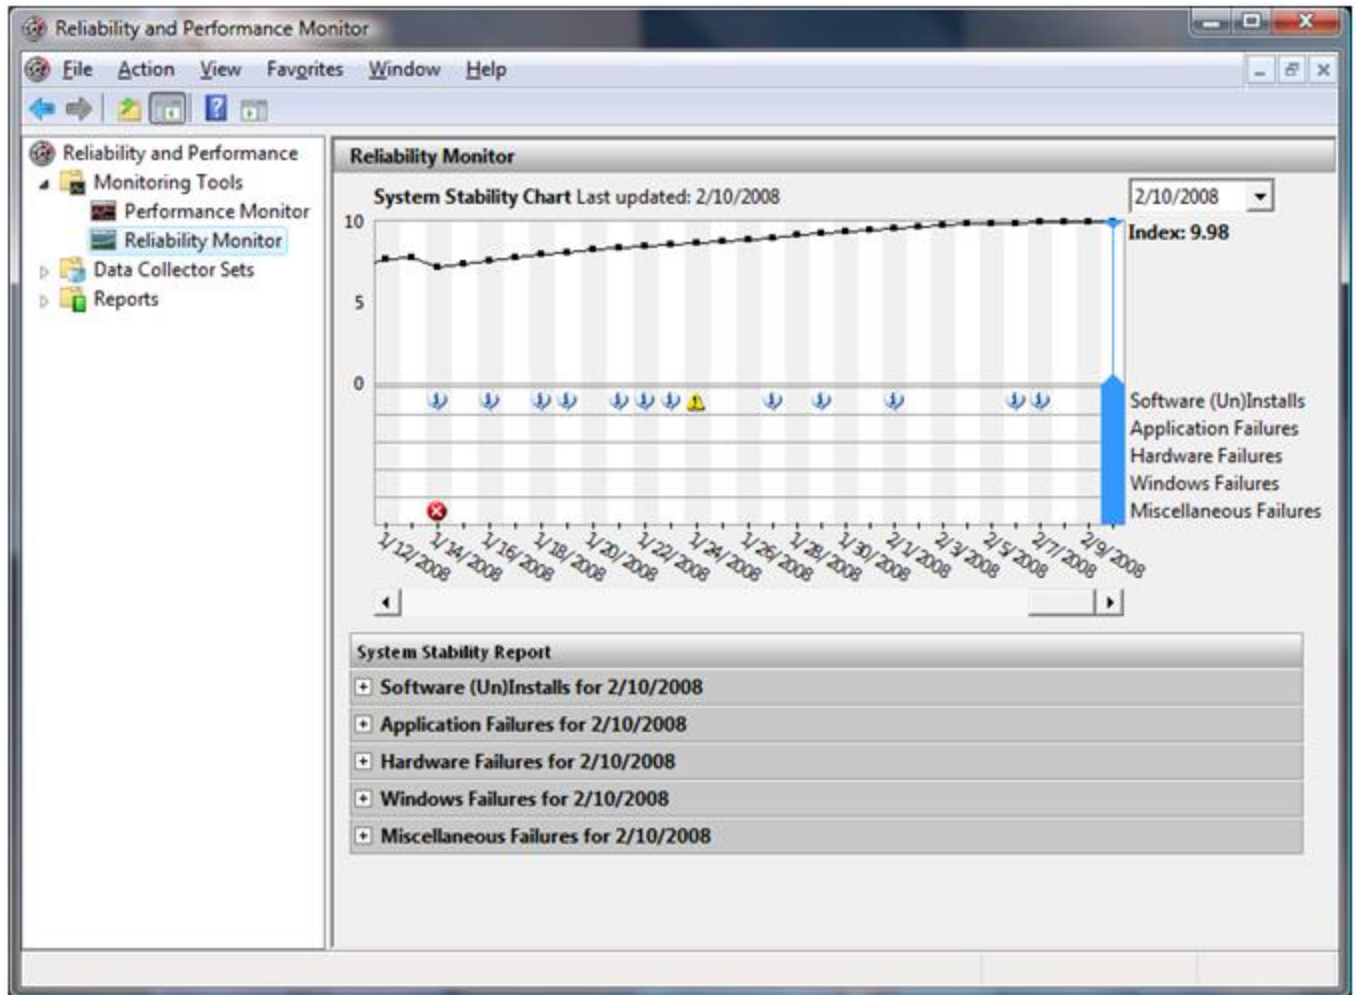 Reliability and Performance Monitor
File Action View Favorites Window Help
Reliability and Performance
Monitoring Tools
Performance Monitor
Reliability Monitor
Data Collector Sets
Reports
Reliability Monitor
System Stability Chart Last updated: 2/10/2008
2/10/2008
Index: 9.98
10
5
0
Software (Un)Installs
Application Failures
Hardware Failures
Windows Failures
Miscellaneous Failures
1/12/2008 1/14/2008 1/16/2008 1/18/2008 1/20/2008 1/22/2008 1/24/2008 1/26/2008 1/28/2008 1/30/2008 2/1/2008 2/3/2008 2/5/2008 2/7/2008 2/9/2008
System Stability Report
Software (Un)Installs for 2/10/2008
Application Failures for 2/10/2008
Hardware Failures for 2/10/2008
Windows Failures for 2/10/2008
Miscellaneous Failures for 2/10/2008